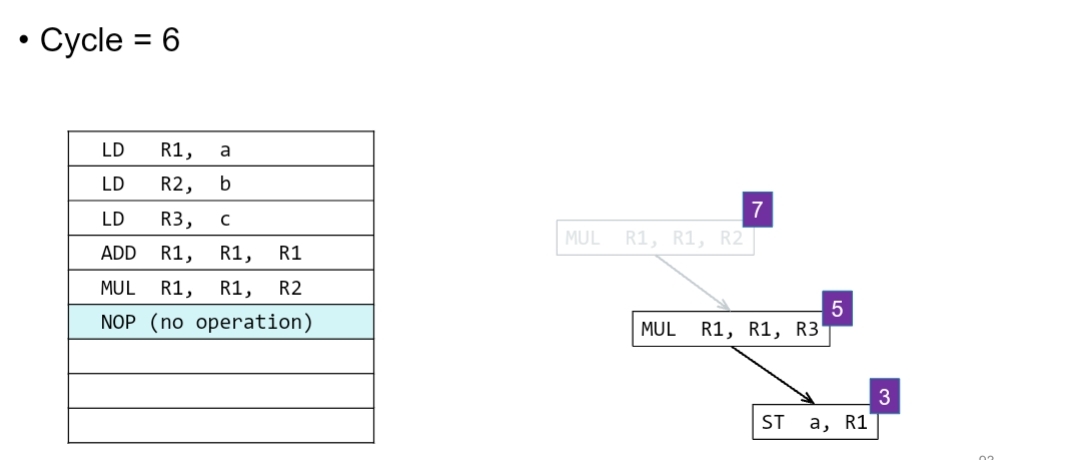 • Cycle = 6
LD R1, a
LD R2, b
LD R3, c
ADD R1, R1, R1
MUL R1, R1, R2
NOP (no operation)
7
MUL R1, R1, R2
5
MUL R1, R1, R3
3
ST a, R1